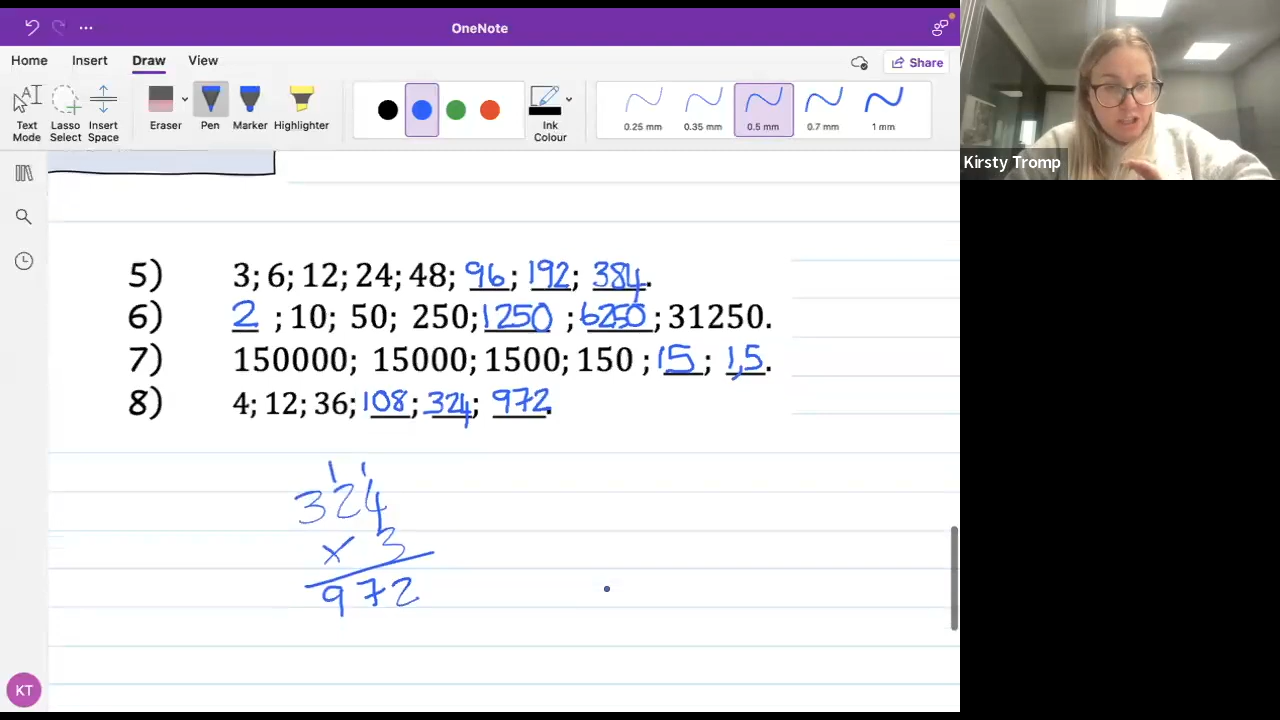 OneNote
Home Insert Draw View
Share
Text Mode
Lasso Select
Insert Space
Eraser
Pen
Marker
Highlighter
Ink Colour
0.25 mm
0.35 mm
0.5 mm
0.7 mm
1 mm
Kirsty Tromp
5) 3; 6; 12; 24; 48; 96; 192; 384.
6) 2 ; 10; 50; 250; 1250 ; 6250; 31250.
7) 150000; 15000; 1500; 150 ; 15; 1,5.
8) 4; 12; 36; 108; 324; 972.
1 1
324
x 3
972
KT